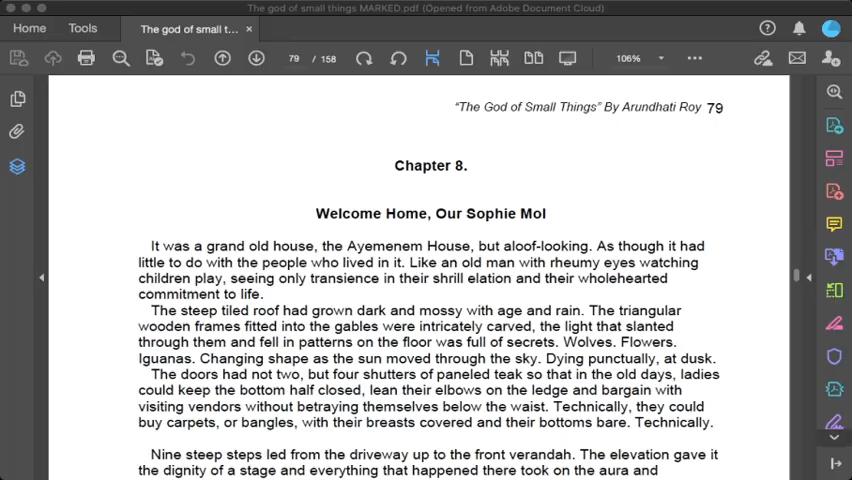 The god of small things MARKED.pdf (Opened from Adobe Document Cloud)
Home Tools The god of small t... ×
79 / 158 106%
“The God of Small Things” By Arundhati Roy 79
Chapter 8.
Welcome Home, Our Sophie Mol
It was a grand old house, the Ayemenem House, but aloof-looking. As though it had
little to do with the people who lived in it. Like an old man with rheumy eyes watching
children play, seeing only transience in their shrill elation and their wholehearted
commitment to life.
The steep tiled roof had grown dark and mossy with age and rain. The triangular
wooden frames fitted into the gables were intricately carved, the light that slanted
through them and fell in patterns on the floor was full of secrets. Wolves. Flowers.
Iguanas. Changing shape as the sun moved through the sky. Dying punctually, at dusk.
The doors had not two, but four shutters of paneled teak so that in the old days, ladies
could keep the bottom half closed, lean their elbows on the ledge and bargain with
visiting vendors without betraying themselves below the waist. Technically, they could
buy carpets, or bangles, with their breasts covered and their bottoms bare. Technically.
Nine steep steps led from the driveway up to the front verandah. The elevation gave it
the dignity of a stage and everything that happened there took on the aura and